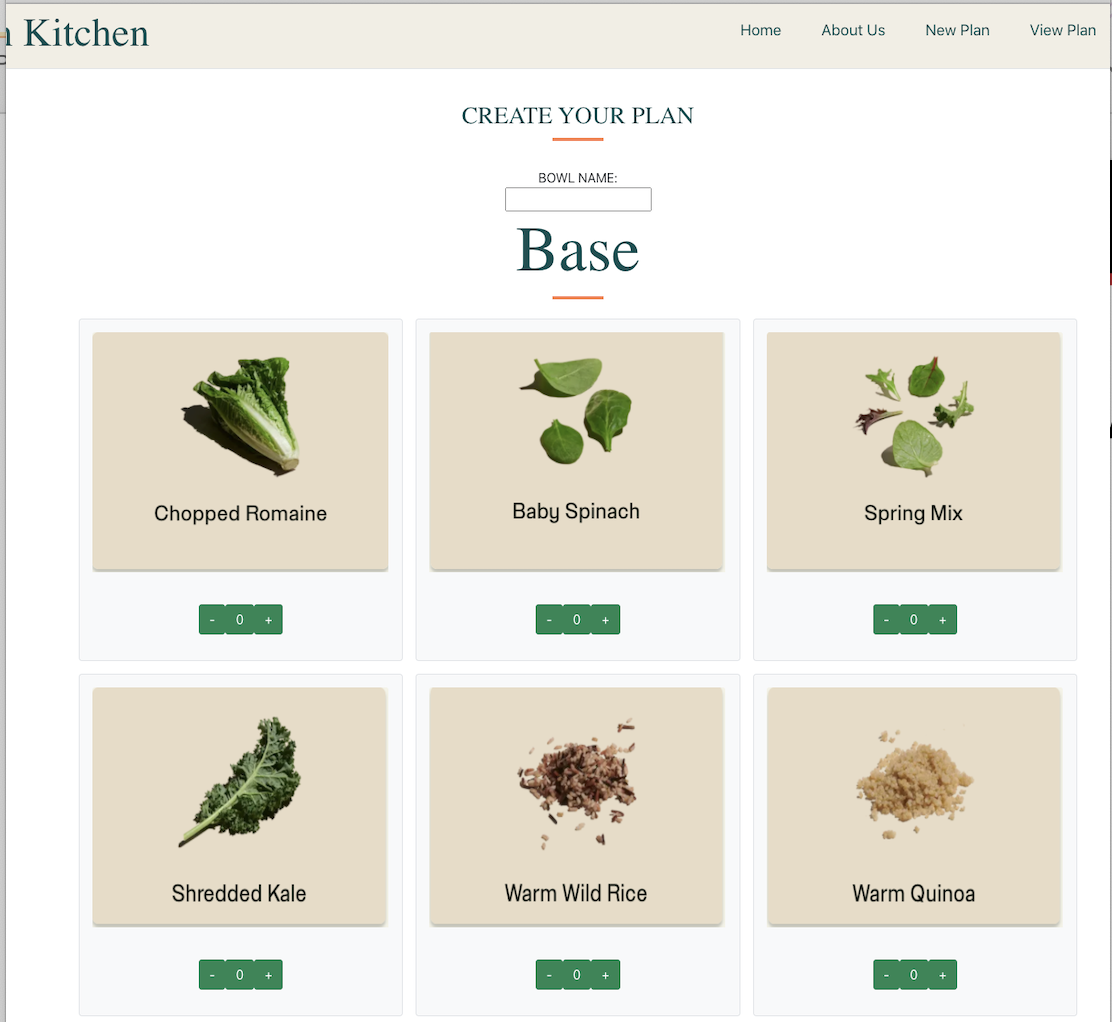 Kitchen
Home About Us New Plan View Plan
CREATE YOUR PLAN
BOWL NAME:
Base
Chopped Romaine Baby Spinach Spring Mix
- 0 + - 0 + - 0 +
Shredded Kale Warm Wild Rice Warm Quinoa
- 0 + - 0 + - 0 +